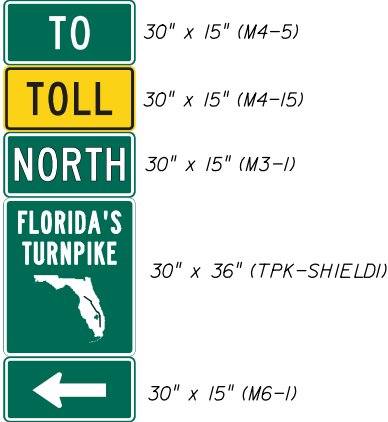 TO 30" x 15" (M4-5)
TOLL 30" x 15" (M4-15)
NORTH 30" x 15" (M3-1)
FLORIDA'S
TURNPIKE
30" x 36" (TPK-SHIELD1)
30" x 15" (M6-1)